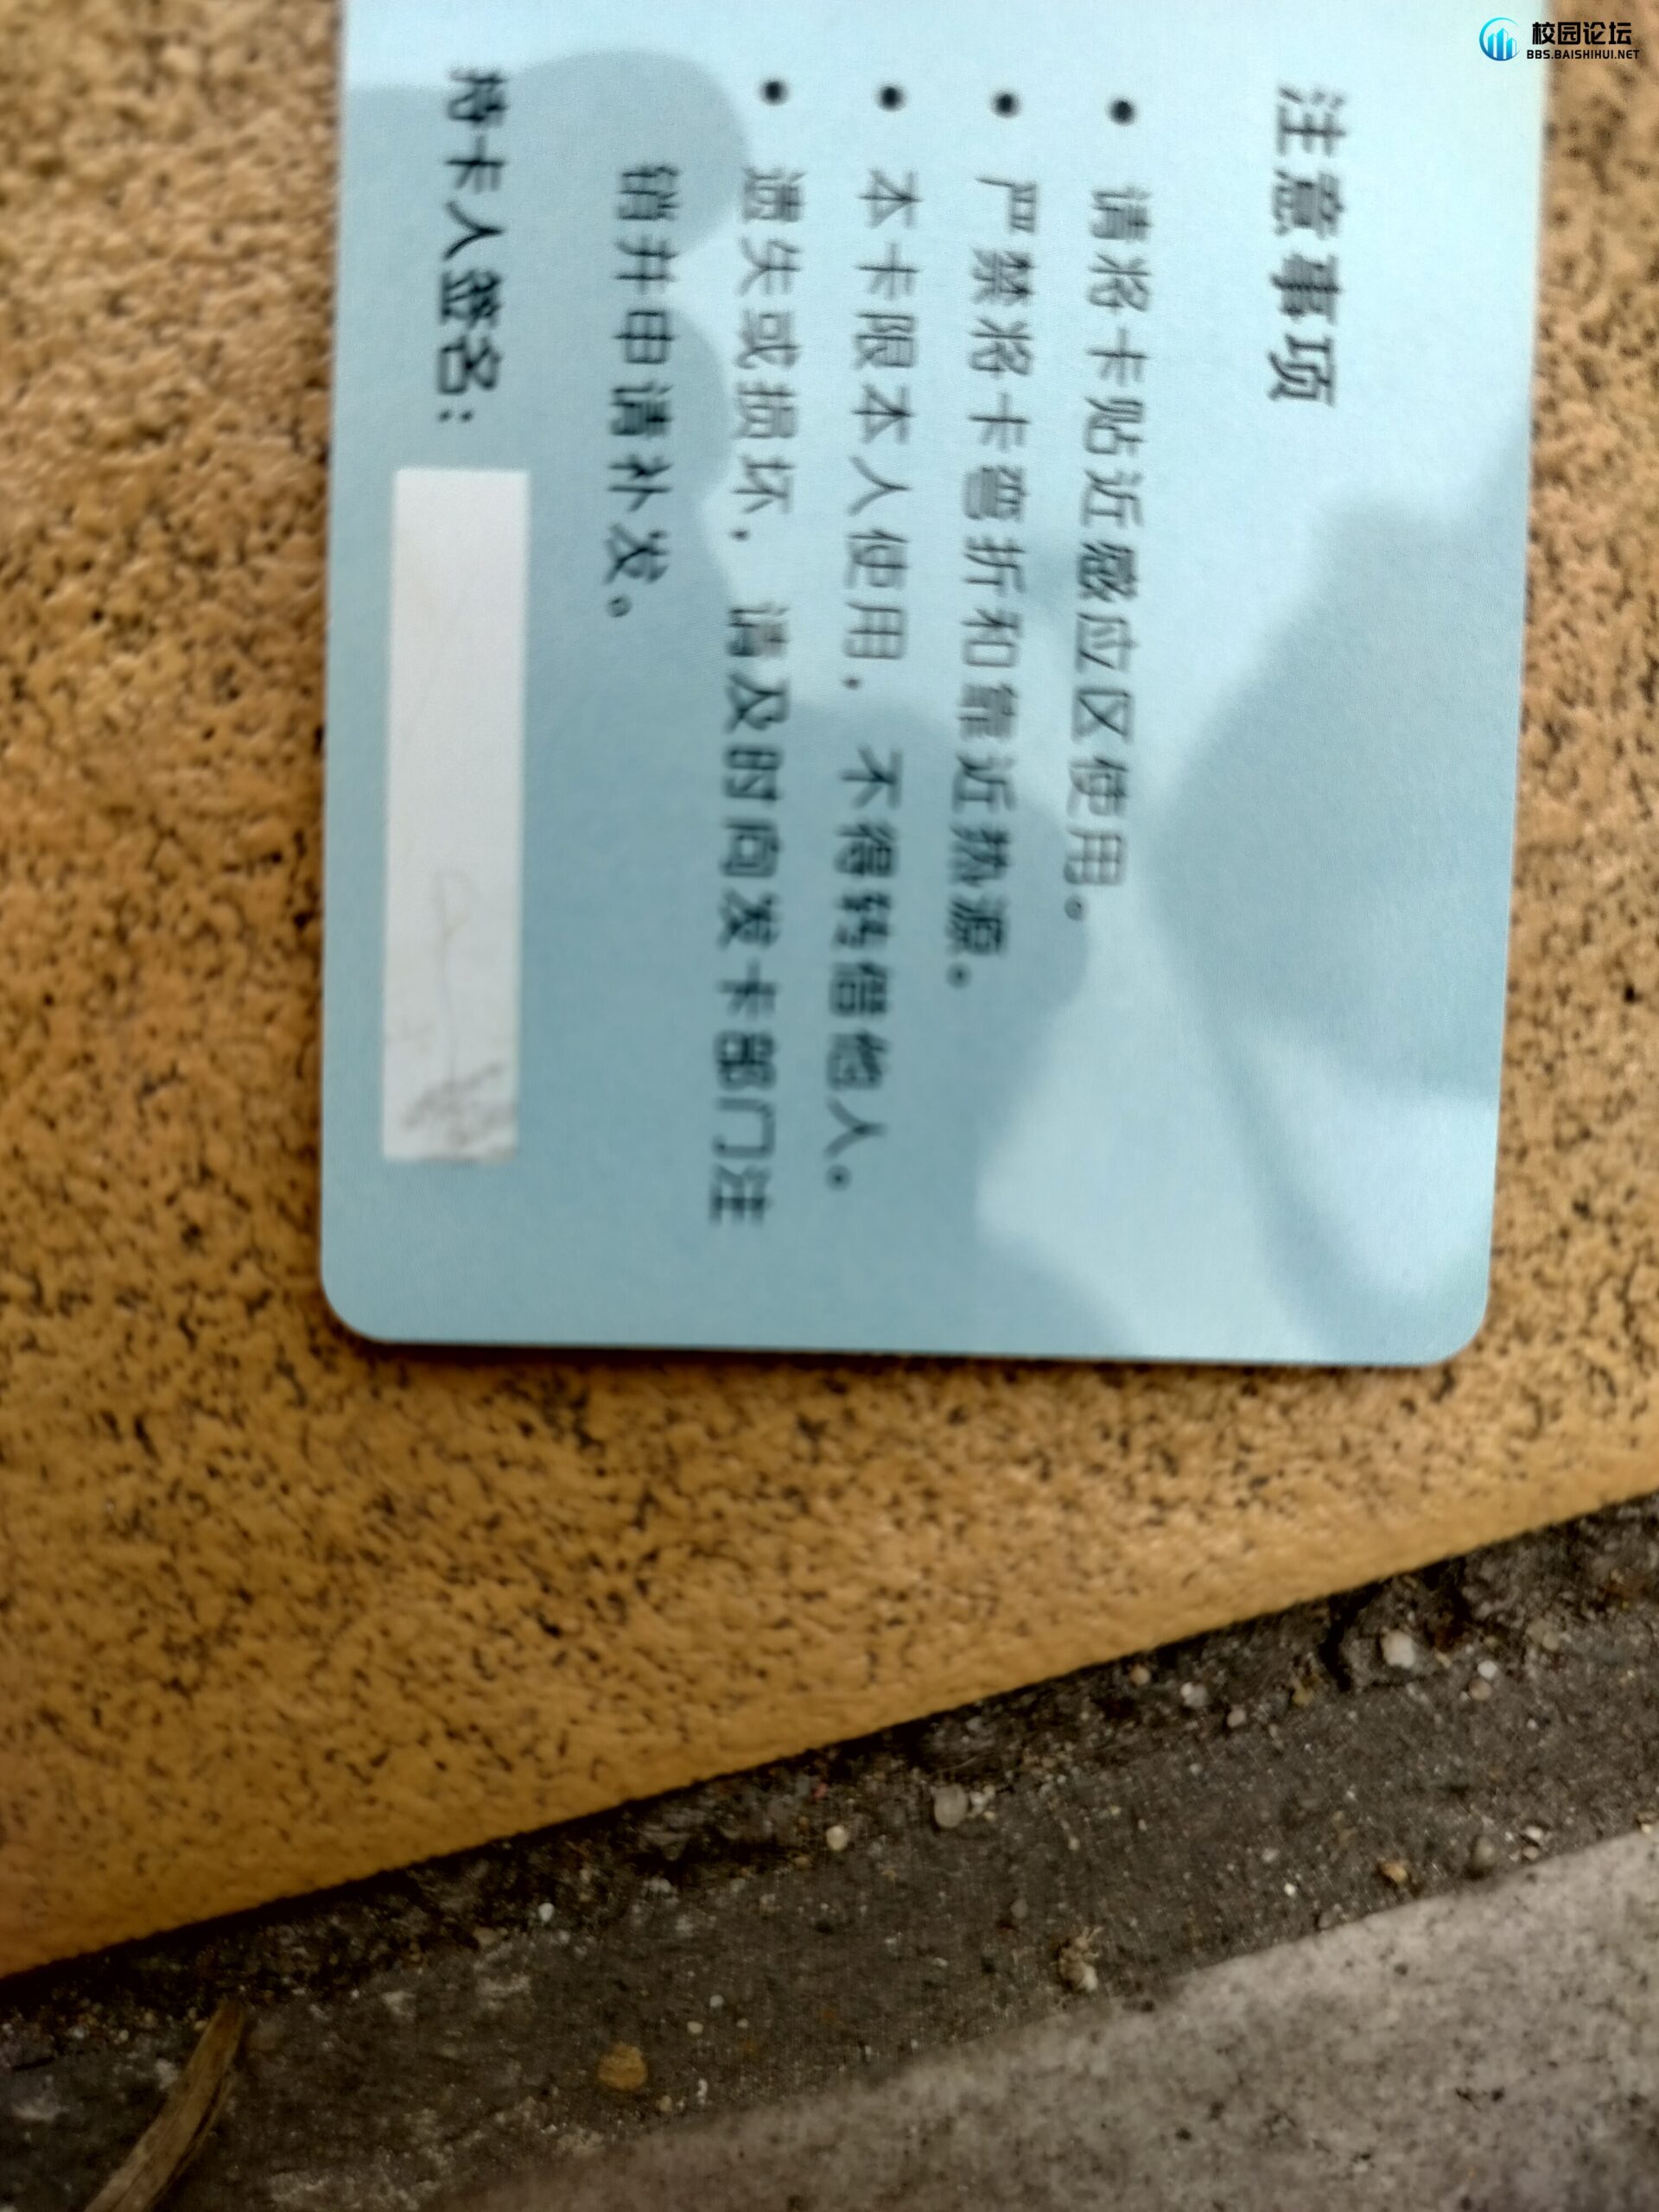 校园论坛
BBS.BAISHIHUI.NET
注意事项
• 请将卡贴近感应区使用。
• 严禁将卡弯折和靠近热源。
• 本卡限本人使用，不得转借他人。
• 遗失或损坏，请及时向发卡部门注
销并申请补发。
持卡人签名：